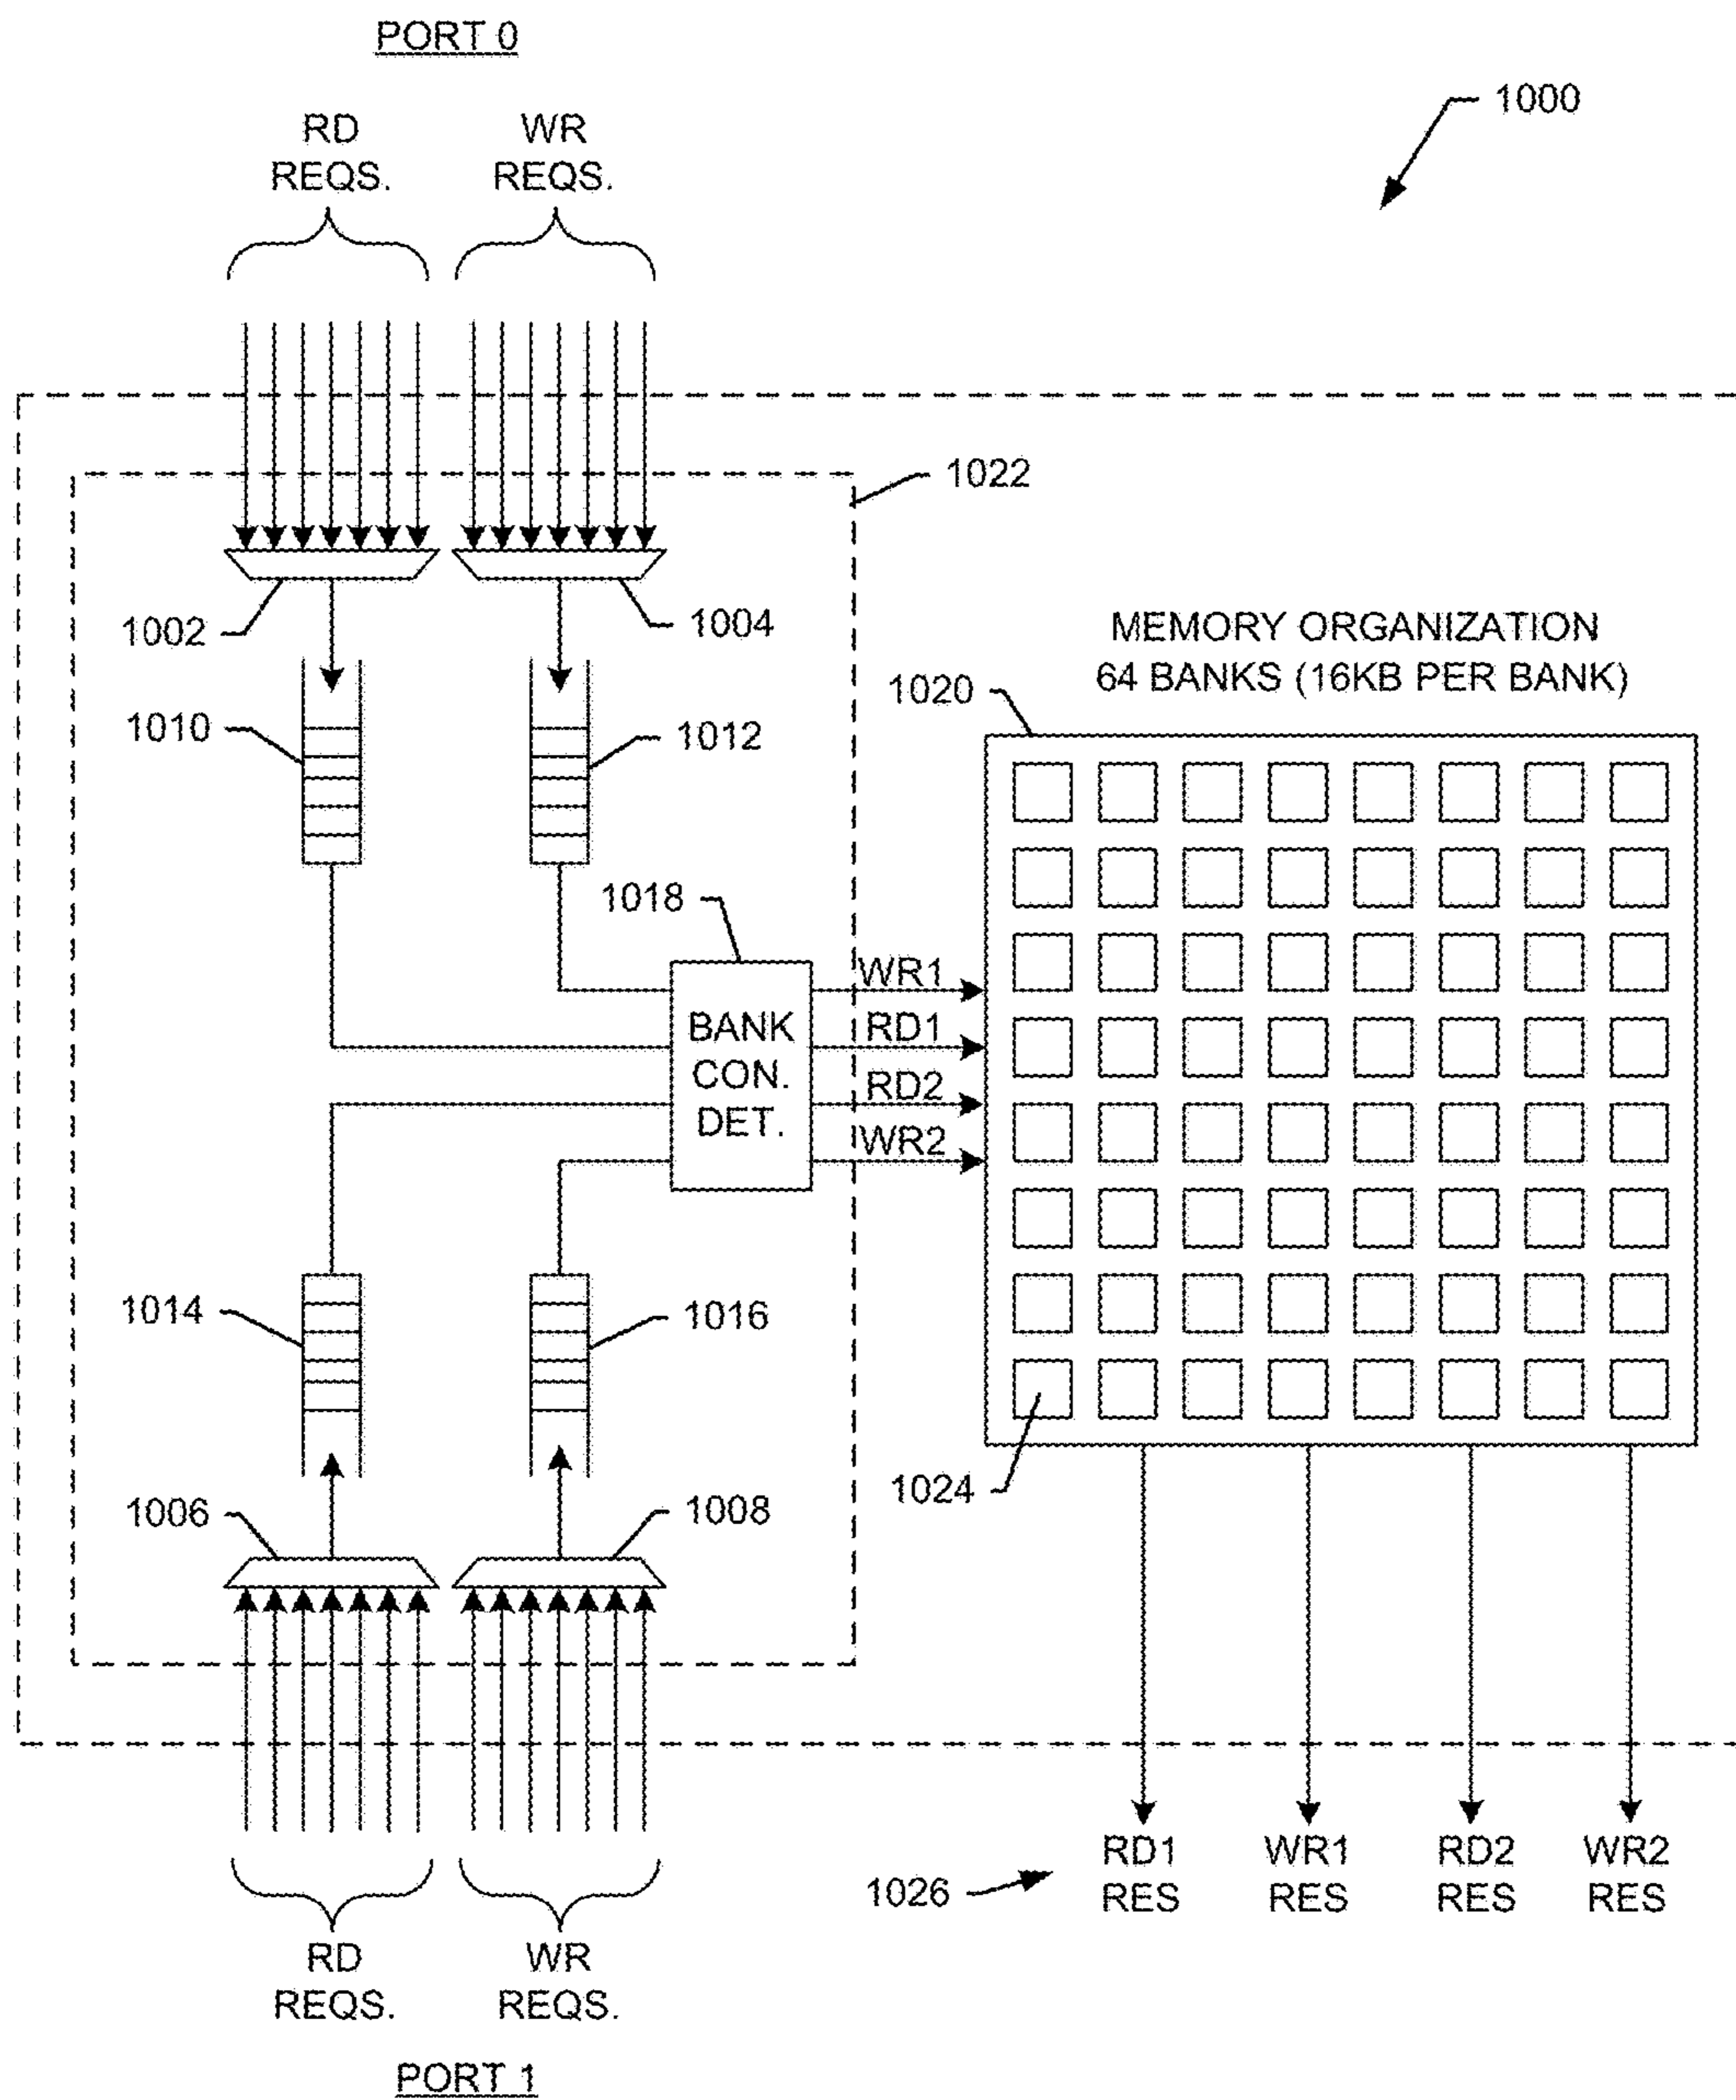 PORT 0
1000
RD
REQS.
WR
REQS.
1022
1002
1004
MEMORY ORGANIZATION
64 BANKS (16KB PER BANK)
1020
1010
1012
1018
BANK
CON.
DET.
WR1
RD1
RD2
WR2
1014
1016
1024
1006
1008
RD1
RES
WR1
RES
RD2
RES
WR2
RES
1026
RD
REQS.
WR
REQS.
PORT 1